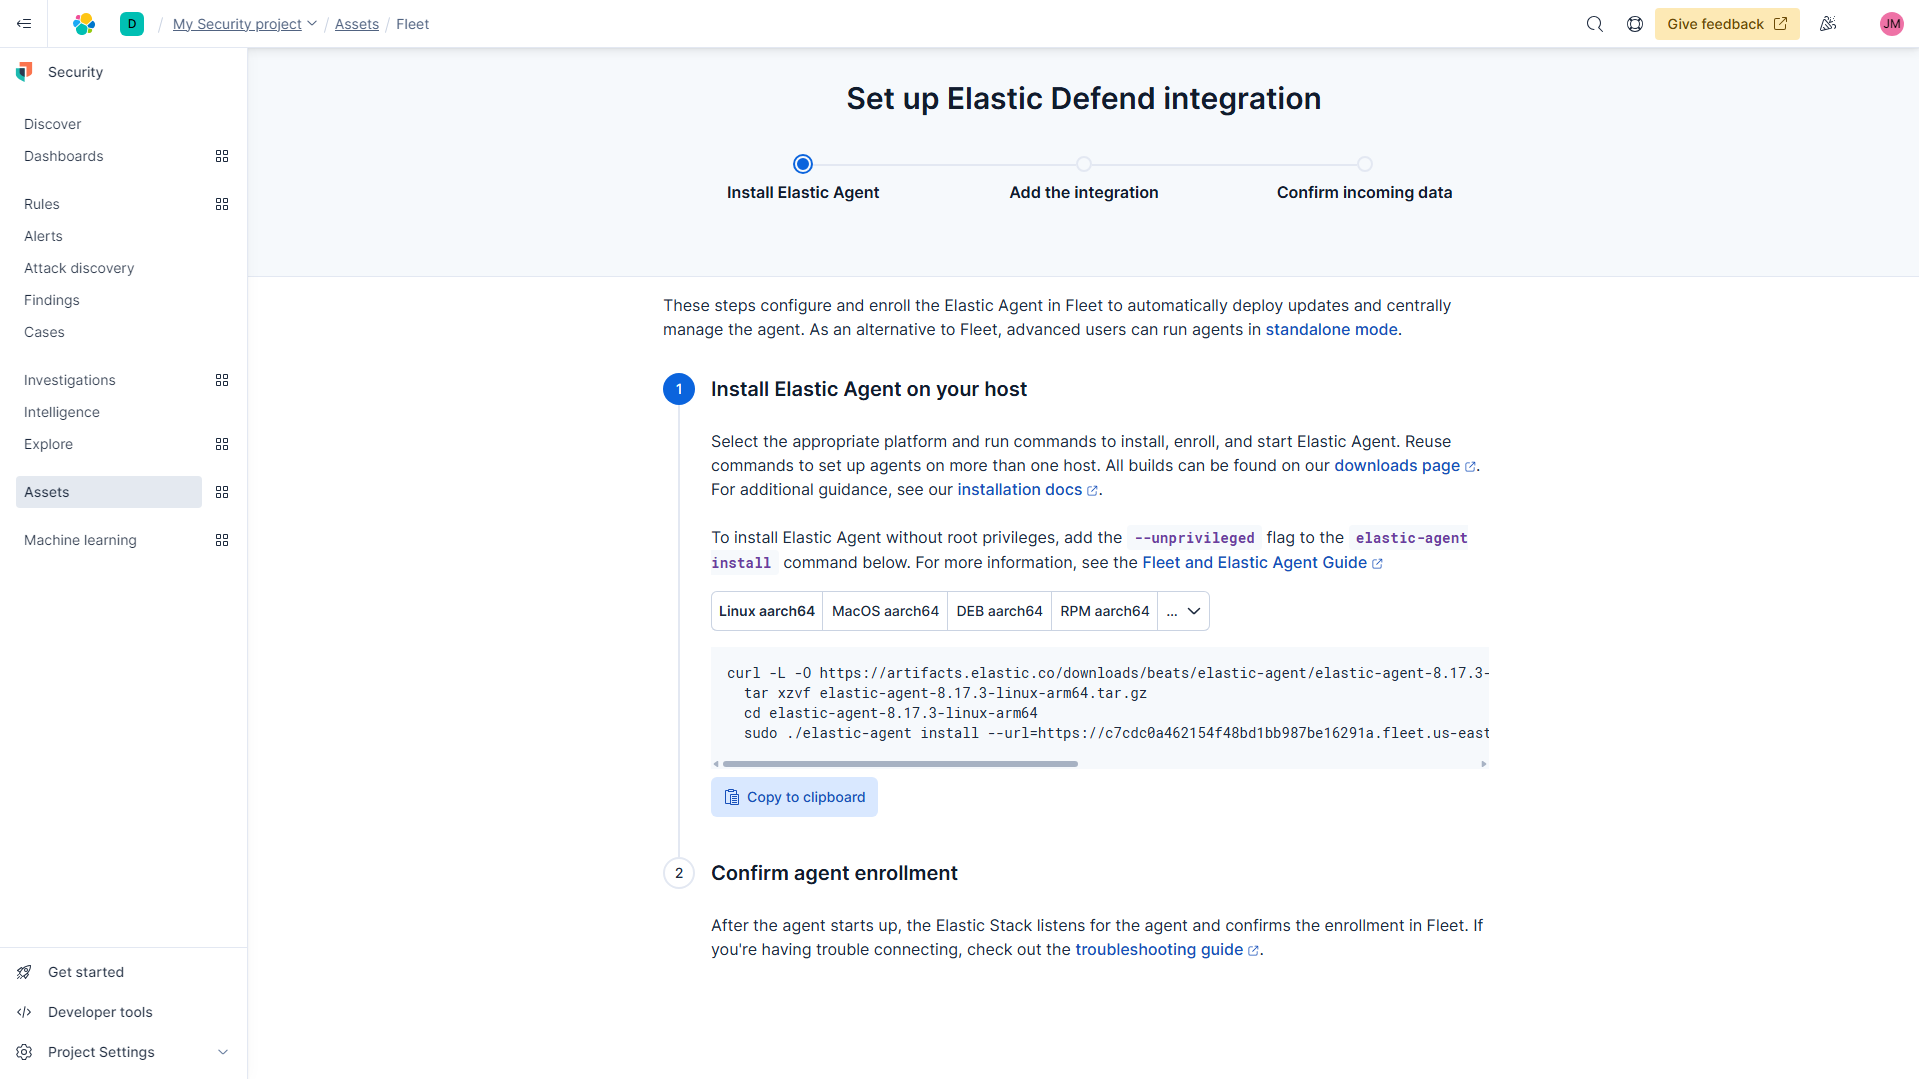 D
My Security project
/
Assets
/
Fleet
Give feedback
JM
Security
Discover
Dashboards
Rules
Alerts
Attack discovery
Findings
Cases
Investigations
Intelligence
Explore
Assets
Machine learning
Get started
Developer tools
Project Settings
Set up Elastic Defend integration
Install Elastic Agent
Add the integration
Confirm incoming data
These steps configure and enroll the Elastic Agent in Fleet to automatically deploy updates and centrally
manage the agent. As an alternative to Fleet, advanced users can run agents in standalone mode.
1
Install Elastic Agent on your host
Select the appropriate platform and run commands to install, enroll, and start Elastic Agent. Reuse
commands to set up agents on more than one host. All builds can be found on our downloads page.
For additional guidance, see our installation docs.
To install Elastic Agent without root privileges, add the --unprivileged flag to the elastic-agent
install command below. For more information, see the Fleet and Elastic Agent Guide
Linux aarch64
MacOS aarch64
DEB aarch64
RPM aarch64
...
curl -L -O https://artifacts.elastic.co/downloads/beats/elastic-agent/elastic-agent-8.17.3-
tar xzvf elastic-agent-8.17.3-linux-arm64.tar.gz
cd elastic-agent-8.17.3-linux-arm64
sudo ./elastic-agent install --url=https://c7cdc0a462154f48bd1bb987be16291a.fleet.us-east
Copy to clipboard
2
Confirm agent enrollment
After the agent starts up, the Elastic Stack listens for the agent and confirms the enrollment in Fleet. If
you're having trouble connecting, check out the troubleshooting guide.